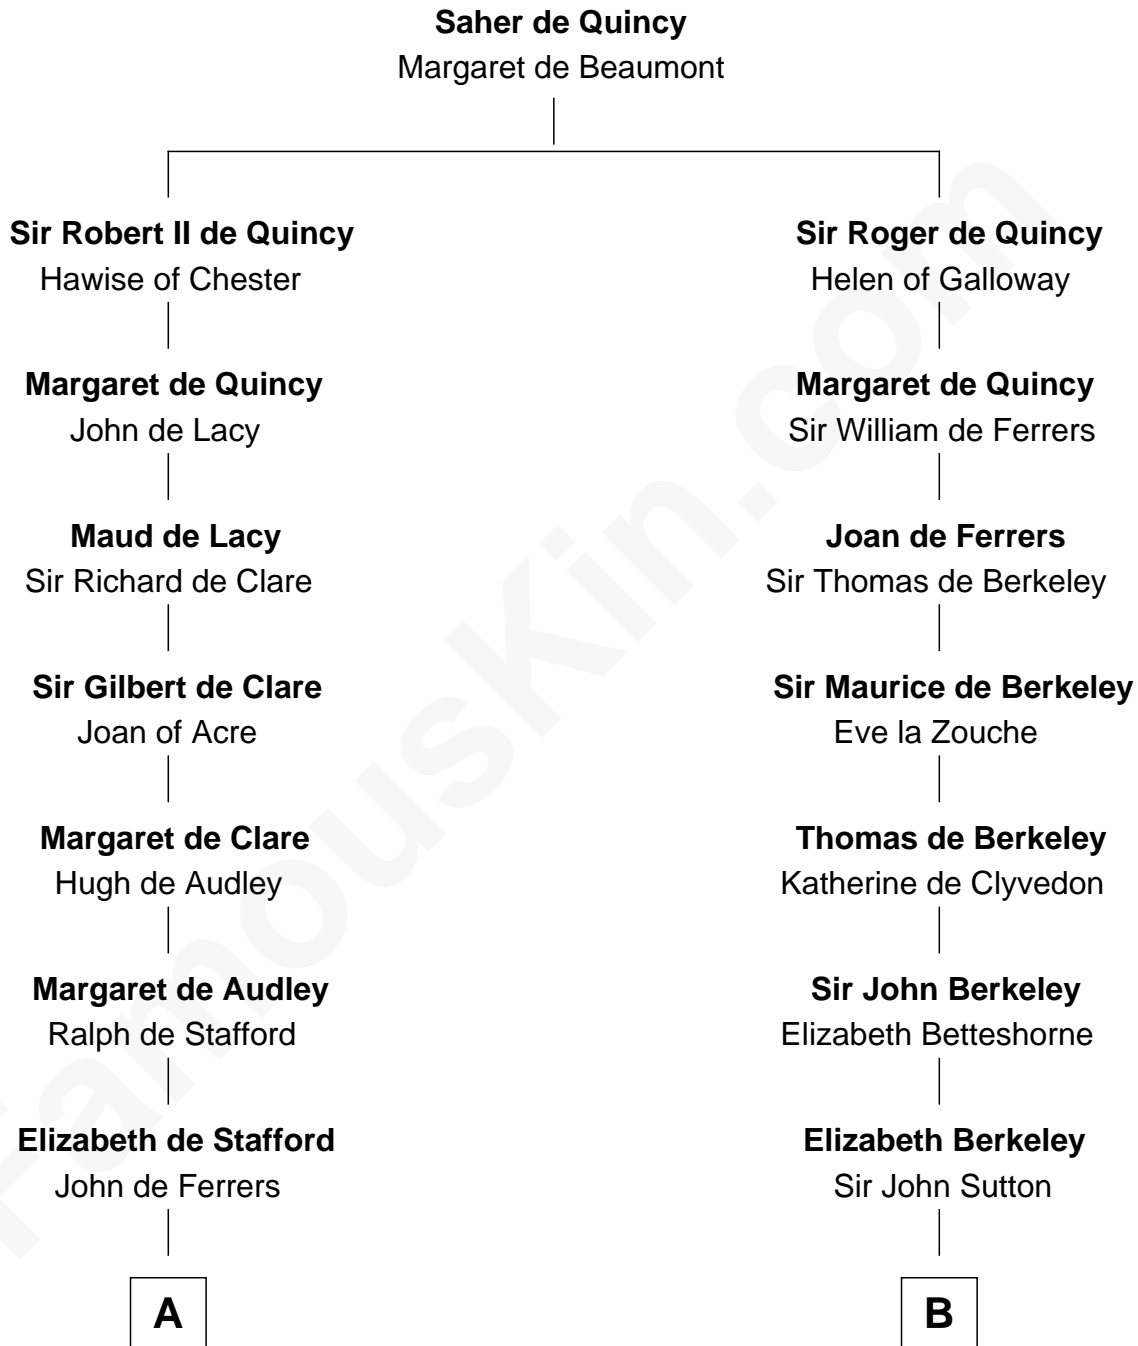 Saher de Quincy
Margaret de Beaumont
Sir Robert II de Quincy
Hawise of Chester
Sir Roger de Quincy
Helen of Galloway
Margaret de Quincy
John de Lacy
Margaret de Quincy
Sir William de Ferrers
Maud de Lacy
Sir Richard de Clare
Joan de Ferrers
Sir Thomas de Berkeley
Sir Gilbert de Clare
Joan of Acre
Sir Maurice de Berkeley
Eve la Zouche
Margaret de Clare
Hugh de Audley
Thomas de Berkeley
Katherine de Clyvedon
Margaret de Audley
Ralph de Stafford
Sir John Berkeley
Elizabeth Betteshorne
Elizabeth de Stafford
John de Ferrers
Elizabeth Berkeley
Sir John Sutton
A
B
FamousKin.com